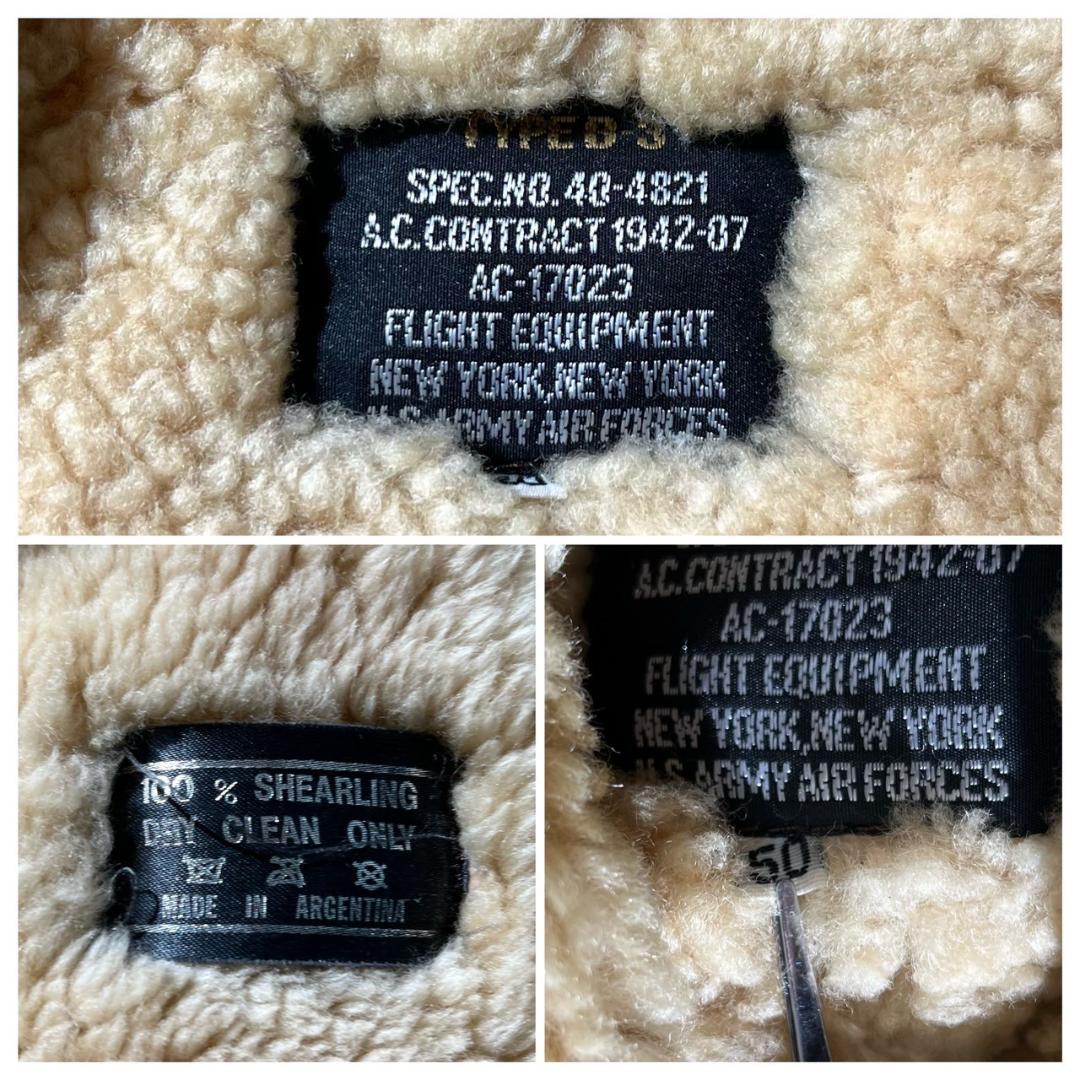 TYPE B-3
SPEC.NO. 40-4821
A.C.CONTRACT 1942-07
AC-17023
FLIGHT EQUIPMENT
NEW YORK,NEW YORK
U.S.ARMY AIR FORCES
100 % SHEARLING
DRY CLEAN ONLY
MADE IN ARGENTINA
A.C.CONTRACT 1942-07
AC-17023
FLIGHT EQUIPMENT
NEW YORK,NEW YORK
U.S.ARMY AIR FORCES
50